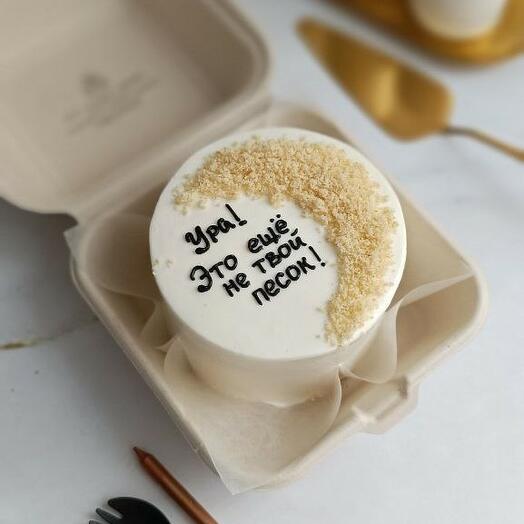 Ура!
Это ещё
не твой
песок!